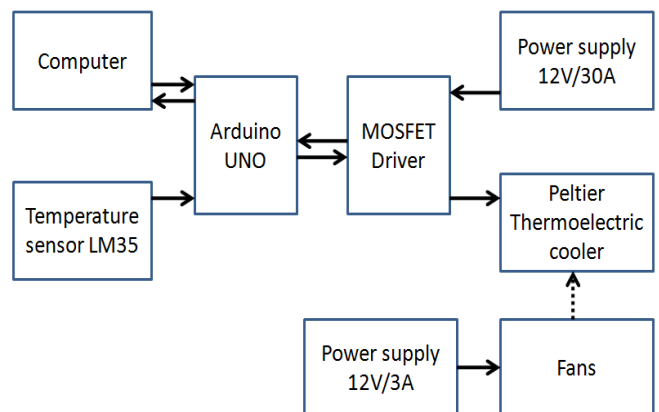 Computer
Power supply
12V/30A
Arduino
UNO
MOSFET
Driver
Temperature
sensor LM35
Peltier
Thermoelectric
cooler
Power supply
12V/3A
Fans